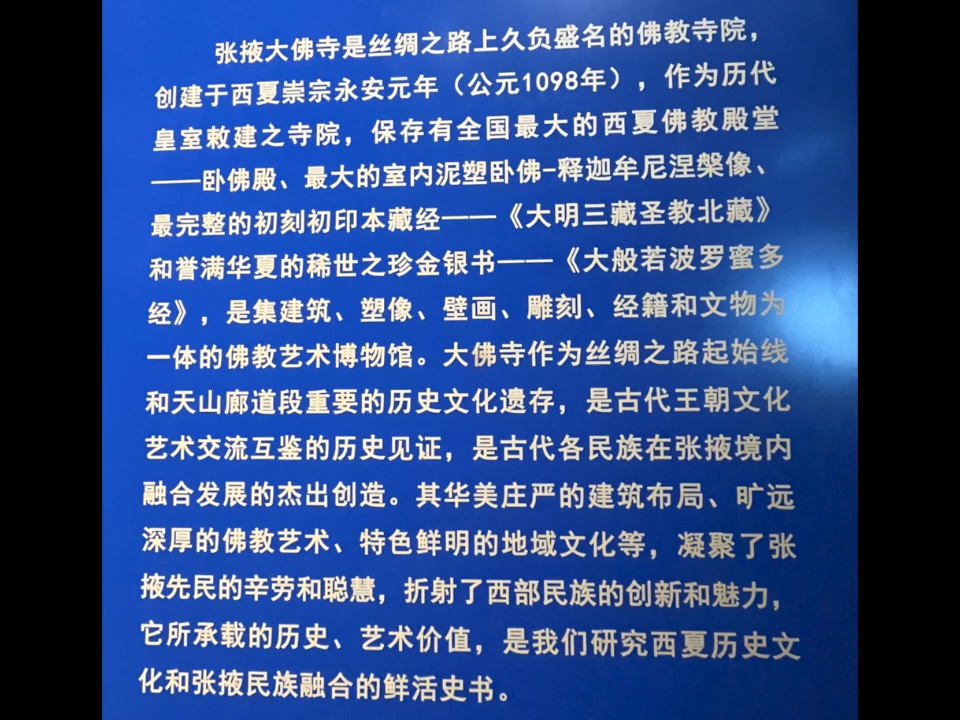 张掖大佛寺是丝绸之路上久负盛名的佛教寺院，
创建于西夏崇宗永安元年（公元1098年），作为历代
皇室敕建之寺院，保存有全国最大的西夏佛教殿堂
——卧佛殿、最大的室内泥塑卧佛-释迦牟尼涅槃像、
最完整的初刻初印本藏经——《大明三藏圣教北藏》
和誉满华夏的稀世之珍金银书——《大般若波罗蜜多
经》，是集建筑、塑像、壁画、雕刻、经籍和文物为
一体的佛教艺术博物馆。大佛寺作为丝绸之路起始线
和天山廊道段重要的历史文化遗存，是古代王朝文化
艺术交流互鉴的历史见证，是古代各民族在张掖境内
融合发展的杰出创造。其华美庄严的建筑布局、旷远
深厚的佛教艺术、特色鲜明的地域文化等，凝聚了张
掖先民的辛劳和聪慧，折射了西部民族的创新和魅力，
它所承载的历史、艺术价值，是我们研究西夏历史文
化和张掖民族融合的鲜活史书。